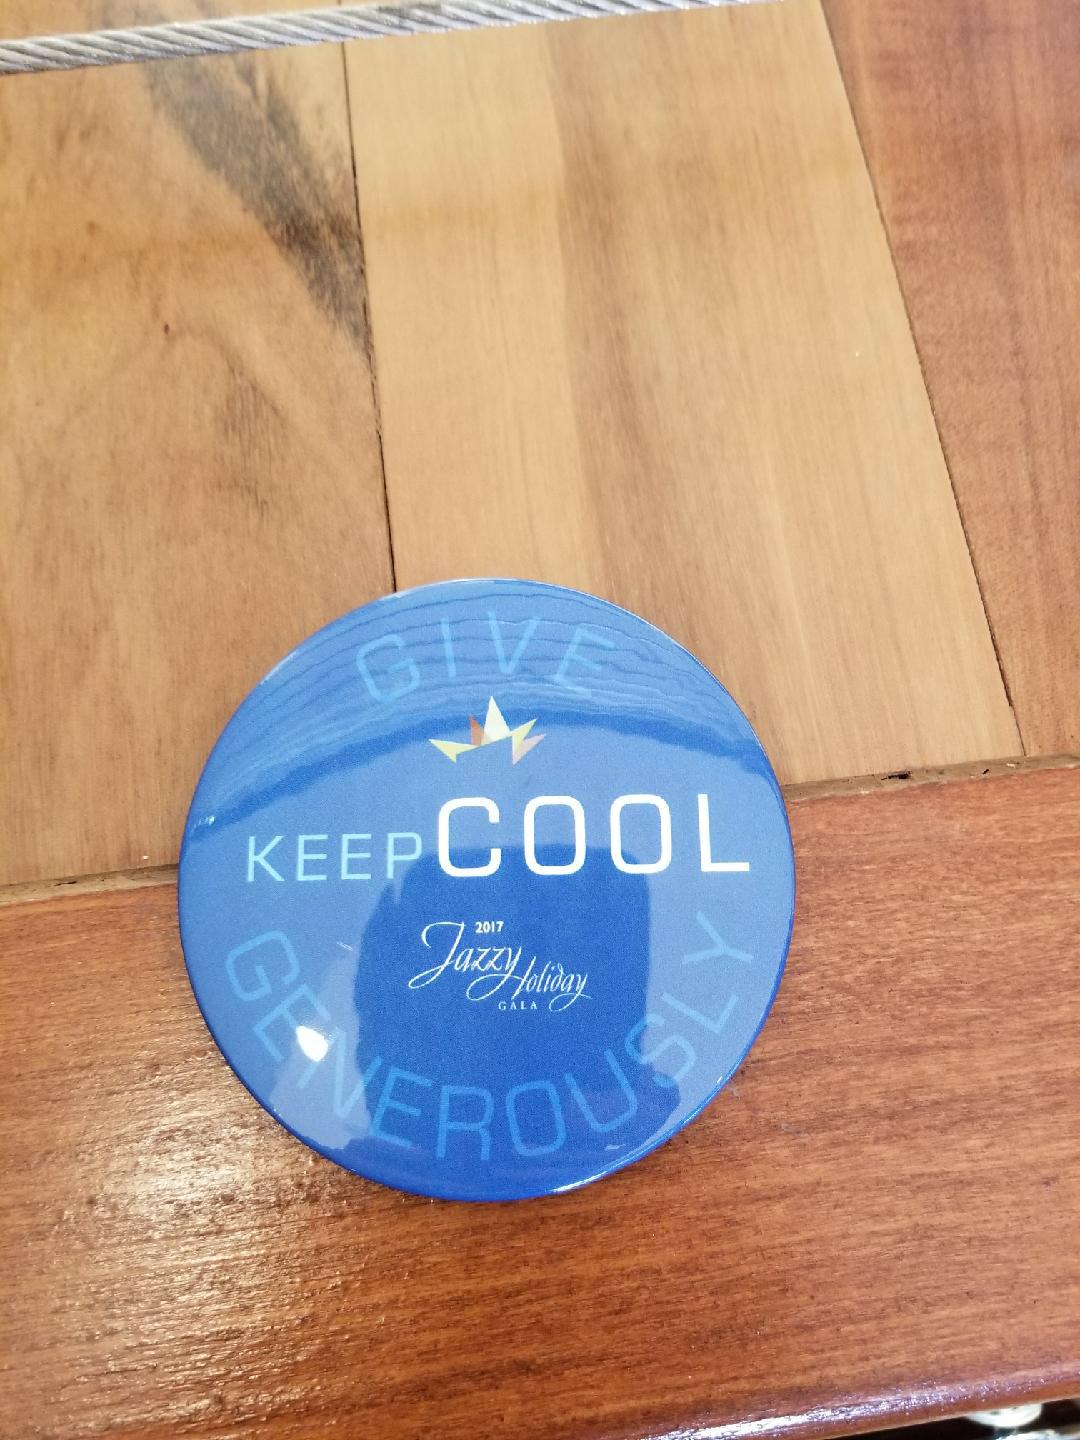 GIVE
KEEP COOL
2017
Jazzy Holiday
GALA
GENEROUSLY